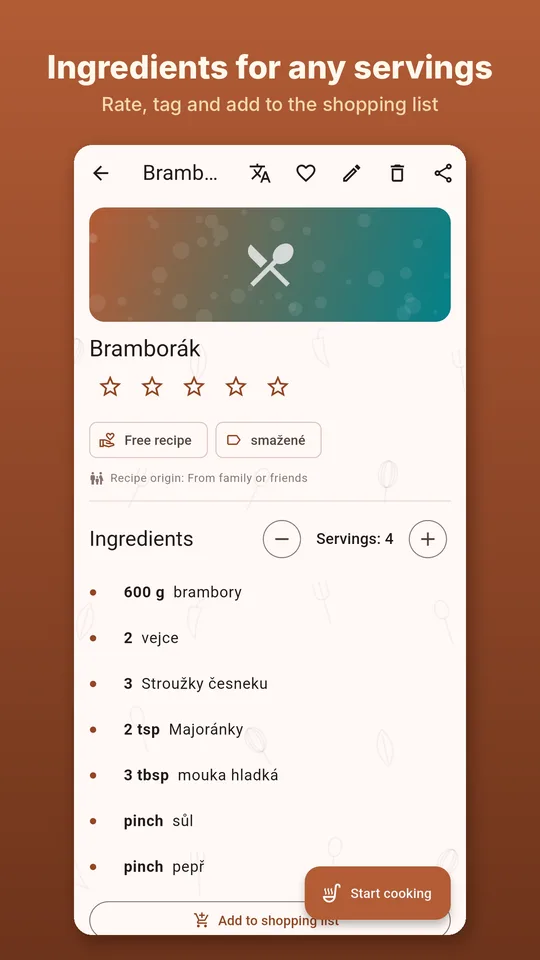 Ingredients for any servings
Rate, tag and add to the shopping list
Bramb...
Bramborák
Free recipe
smažené
Recipe origin: From family or friends
Ingredients
Servings: 4
600 g brambory
2 vejce
3 Stroužky česneku
2 tsp Majoránky
3 tbsp mouka hladká
pinch sůl
pinch pepř
Start cooking
Add to shopping list